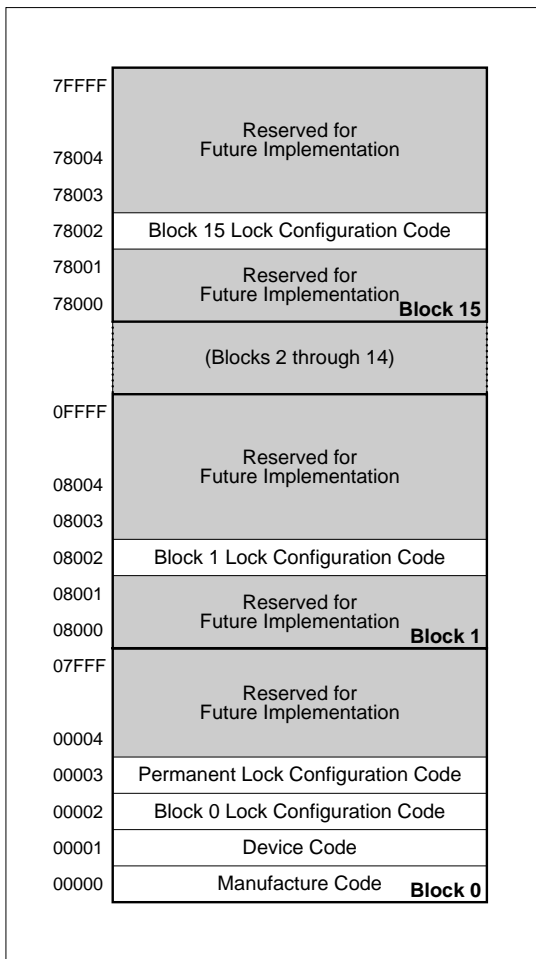 7FFFF
Reserved for
Future Implementation
78004
78003
78002 Block 15 Lock Configuration Code
78001
Reserved for
Future Implementation
78000
Block 15
(Blocks 2 through 14)
0FFFF
Reserved for
Future Implementation
08004
08003
08002 Block 1 Lock Configuration Code
08001
Reserved for
Future Implementation
08000
Block 1
07FFF
Reserved for
Future Implementation
00004
00003 Permanent Lock Configuration Code
00002 Block 0 Lock Configuration Code
00001 Device Code
00000 Manufacture Code
Block 0